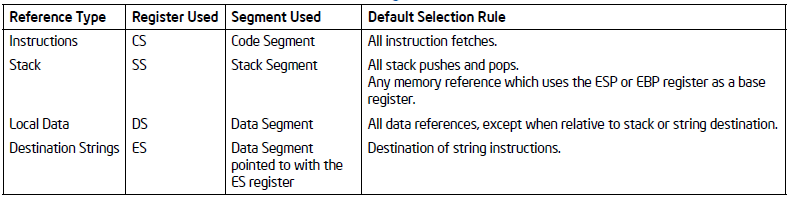 Reference Type Register Used Segment Used Default Selection Rule
Instructions CS Code Segment All instruction fetches.
Stack SS Stack Segment All stack pushes and pops.
Any memory reference which uses the ESP or EBP register as a base
register.
Local Data DS Data Segment All data references, except when relative to stack or string destination.
Destination Strings ES Data Segment Destination of string instructions.
pointed to with the
ES register